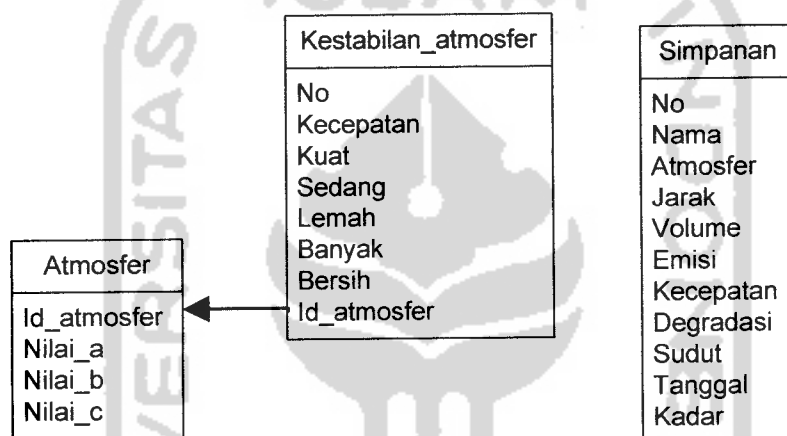 Kestabilan_atmosfer
No
Kecepatan
Kuat
Sedang
Lemah
Banyak
Bersih
Id_atmosfer
Atmosfer
Id_atmosfer
Nilai_a
Nilai_b
Nilai_c
Simpanan
No
Nama
Atmosfer
Jarak
Volume
Emisi
Kecepatan
Degradasi
Sudut
Tanggal
Kadar